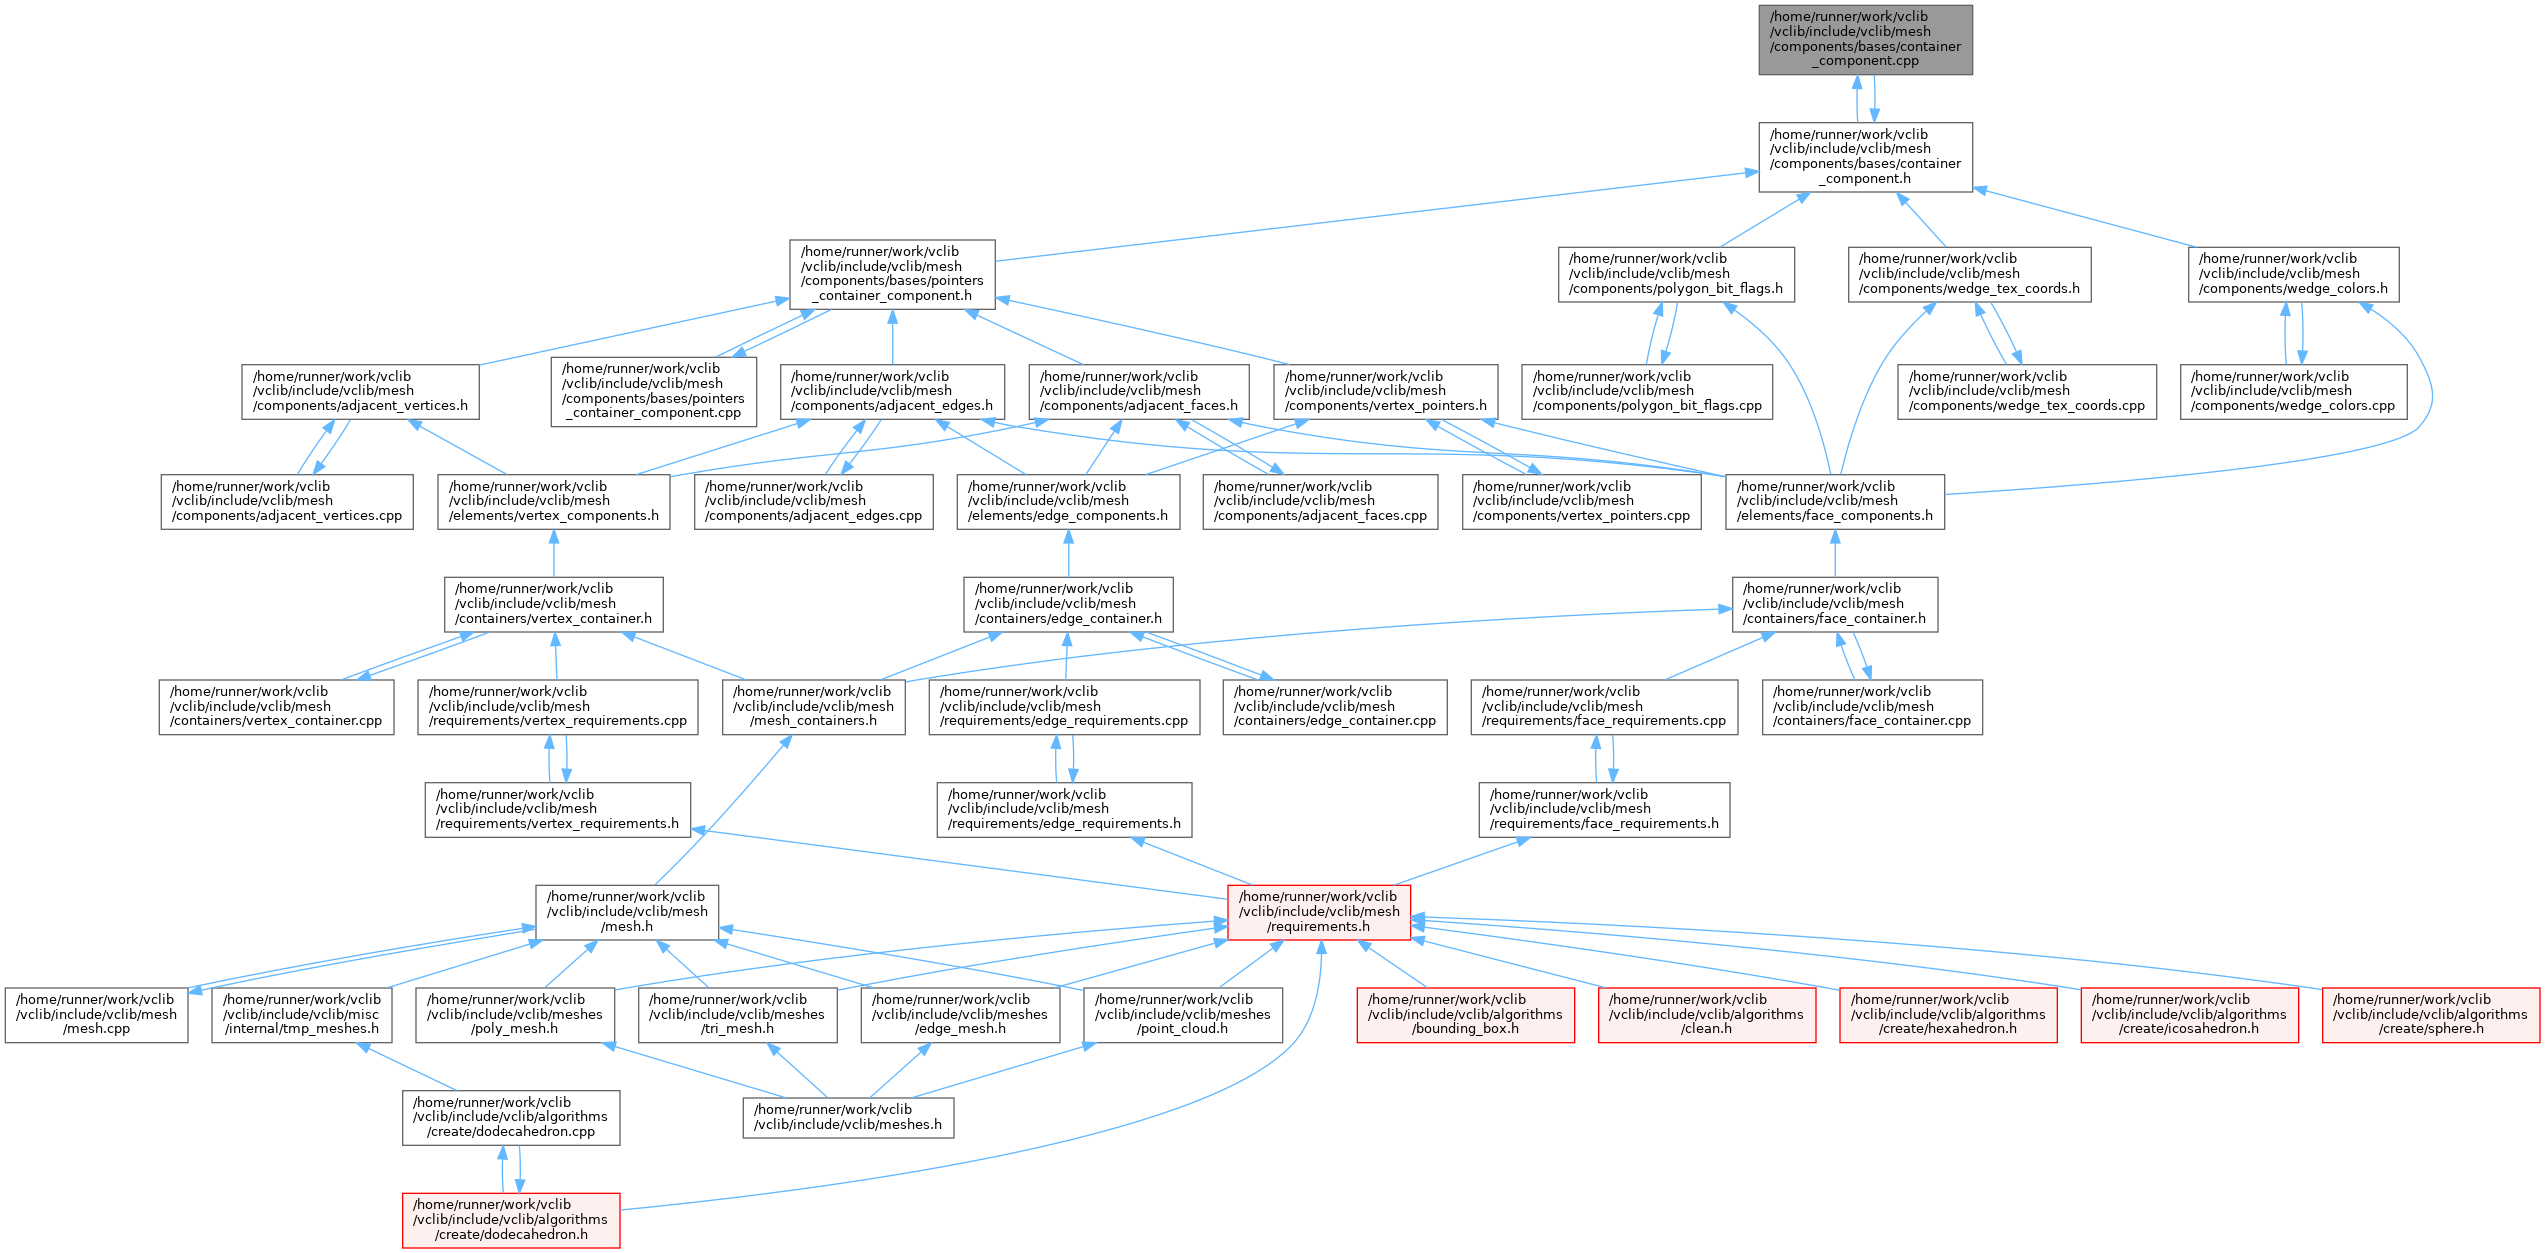 /home/runner/work/vclib
/vclib/include/vclib/mesh
/components/bases/container
_component.cpp
/home/runner/work/vclib
/vclib/include/vclib/mesh
/components/bases/container
_component.h
/home/runner/work/vclib
/vclib/include/vclib/mesh
/components/bases/pointers
_container_component.h
/home/runner/work/vclib
/vclib/include/vclib/mesh
/components/polygon_bit_flags.h
/home/runner/work/vclib
/vclib/include/vclib/mesh
/components/wedge_tex_coords.h
/home/runner/work/vclib
/vclib/include/vclib/mesh
/components/wedge_colors.h
/home/runner/work/vclib
/vclib/include/vclib/mesh
/components/adjacent_vertices.h
/home/runner/work/vclib
/vclib/include/vclib/mesh
/components/bases/pointers
_container_component.cpp
/home/runner/work/vclib
/vclib/include/vclib/mesh
/components/adjacent_edges.h
/home/runner/work/vclib
/vclib/include/vclib/mesh
/components/adjacent_faces.h
/home/runner/work/vclib
/vclib/include/vclib/mesh
/components/vertex_pointers.h
/home/runner/work/vclib
/vclib/include/vclib/mesh
/components/polygon_bit_flags.cpp
/home/runner/work/vclib
/vclib/include/vclib/mesh
/components/wedge_tex_coords.cpp
/home/runner/work/vclib
/vclib/include/vclib/mesh
/components/wedge_colors.cpp
/home/runner/work/vclib
/vclib/include/vclib/mesh
/components/adjacent_vertices.cpp
/home/runner/work/vclib
/vclib/include/vclib/mesh
/elements/vertex_components.h
/home/runner/work/vclib
/vclib/include/vclib/mesh
/components/adjacent_edges.cpp
/home/runner/work/vclib
/vclib/include/vclib/mesh
/elements/edge_components.h
/home/runner/work/vclib
/vclib/include/vclib/mesh
/components/adjacent_faces.cpp
/home/runner/work/vclib
/vclib/include/vclib/mesh
/components/vertex_pointers.cpp
/home/runner/work/vclib
/vclib/include/vclib/mesh
/elements/face_components.h
/home/runner/work/vclib
/vclib/include/vclib/mesh
/containers/vertex_container.h
/home/runner/work/vclib
/vclib/include/vclib/mesh
/containers/edge_container.h
/home/runner/work/vclib
/vclib/include/vclib/mesh
/containers/face_container.h
/home/runner/work/vclib
/vclib/include/vclib/mesh
/containers/vertex_container.cpp
/home/runner/work/vclib
/vclib/include/vclib/mesh
/requirements/vertex_requirements.cpp
/home/runner/work/vclib
/vclib/include/vclib/mesh
/mesh_containers.h
/home/runner/work/vclib
/vclib/include/vclib/mesh
/requirements/edge_requirements.cpp
/home/runner/work/vclib
/vclib/include/vclib/mesh
/containers/edge_container.cpp
/home/runner/work/vclib
/vclib/include/vclib/mesh
/requirements/face_requirements.cpp
/home/runner/work/vclib
/vclib/include/vclib/mesh
/containers/face_container.cpp
/home/runner/work/vclib
/vclib/include/vclib/mesh
/requirements/vertex_requirements.h
/home/runner/work/vclib
/vclib/include/vclib/mesh
/requirements/edge_requirements.h
/home/runner/work/vclib
/vclib/include/vclib/mesh
/requirements/face_requirements.h
/home/runner/work/vclib
/vclib/include/vclib/mesh
/mesh.h
/home/runner/work/vclib
/vclib/include/vclib/mesh
/requirements.h
/home/runner/work/vclib
/vclib/include/vclib/mesh
/mesh.cpp
/home/runner/work/vclib
/vclib/include/vclib/misc
/internal/tmp_meshes.h
/home/runner/work/vclib
/vclib/include/vclib/meshes
/poly_mesh.h
/home/runner/work/vclib
/vclib/include/vclib/meshes
/tri_mesh.h
/home/runner/work/vclib
/vclib/include/vclib/meshes
/edge_mesh.h
/home/runner/work/vclib
/vclib/include/vclib/meshes
/point_cloud.h
/home/runner/work/vclib
/vclib/include/vclib/algorithms
/bounding_box.h
/home/runner/work/vclib
/vclib/include/vclib/algorithms
/clean.h
/home/runner/work/vclib
/vclib/include/vclib/algorithms
/create/hexahedron.h
/home/runner/work/vclib
/vclib/include/vclib/algorithms
/create/icosahedron.h
/home/runner/work/vclib
/vclib/include/vclib/algorithms
/create/sphere.h
/home/runner/work/vclib
/vclib/include/vclib/algorithms
/create/dodecahedron.cpp
/home/runner/work/vclib
/vclib/include/vclib/meshes.h
/home/runner/work/vclib
/vclib/include/vclib/algorithms
/create/dodecahedron.h